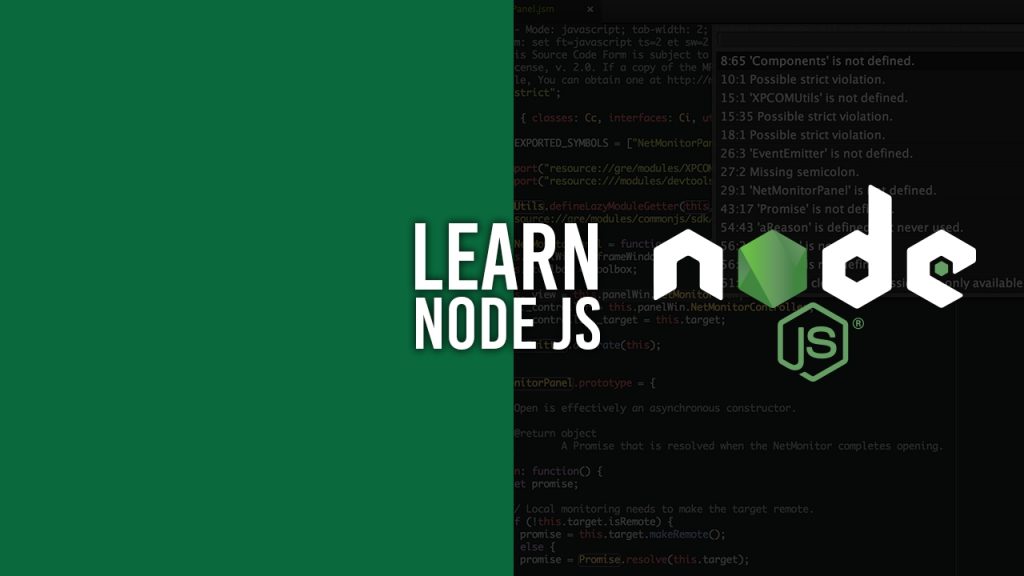 Panel.jsm
- Mode: javascript; tab-width: 2;
m: set ft=javascript ts=2 et sw=2
is Source Code Form is subject to
cense, v. 2.0. If a copy of the
le, You can obtain one at http://
strict";
{ classes: Cc, interfaces: Ci,
EXPORTED_SYMBOLS = ["NetMonitorPan
port("resource://gre/modules/XPCOM
port("resource:///modules/devtools
Utils.defineLazyModuleGetter(this,
source://gre/modules/commonjs/sdk/
8:65 'Components' is not defined.
10:1 Possible strict violation.
15:1 'XPCOMUtils' is not defined.
15:35 Possible strict violation.
18:1 Possible strict violation.
26:3 'EventEmitter' is not defined.
27:2 Missing semicolon.
29:1 'NetMonitorPanel' is not defined.
43:17 'Promise' is not
54:43 'aReason' is defined but never used.
only available
LEARN
NODE JS
node
JS®
= this.target;
(this);
nitorPanel.prototype = {
Open is effectively an asynchronous constructor.
@return object
A Promise that is resolved when the NetMonitor completes opening.
n: function() {
et promise;
/ Local monitoring needs to make the target remote.
f (!this.target.isRemote) {
promise = this.target.makeRemote();
else {
promise = Promise.resolve(this.target);